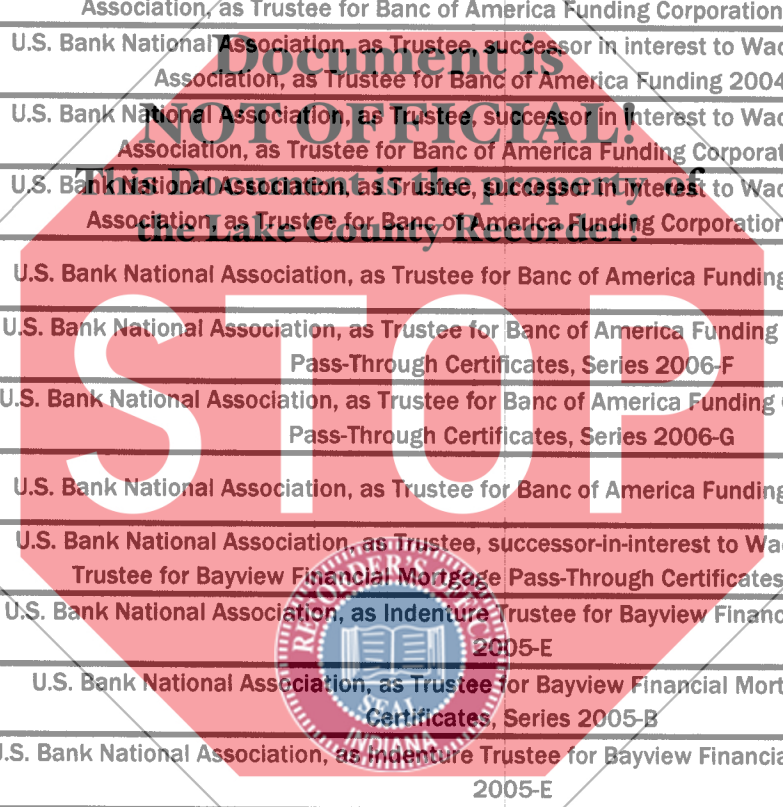 Association, as Trustee for Banc of America Funding Corporation
U.S. Bank National Association, as Trustee, successor in interest to Wac
Document is
Association, as Trustee for Banc of America Funding 2004
U.S. Bank National Association, as Trustee, successor in interest to Wac
NOT OFFICIAL!
Association, as Trustee for Banc of America Funding Corporat
U.S. Bank National Association, as Trustee, successor in interest to Wac
This Document is the property of
Association, as Trustee for Banc of America Funding Corporation
the Lake County Recorder!
U.S. Bank National Association, as Trustee for Banc of America Funding
STOP
U.S. Bank National Association, as Trustee for Banc of America Funding
Pass-Through Certificates, Series 2006-F
U.S. Bank National Association, as Trustee for Banc of America Funding
Pass-Through Certificates, Series 2006-G
U.S. Bank National Association, as Trustee for Banc of America Funding
U.S. Bank National Association, as Trustee, successor-in-interest to Wa
Trustee for Bayview Financial Mortgage Pass-Through Certificates
RECORDER'S OFFICE
U.S. Bank National Association, as Indenture Trustee for Bayview Financ
2005-E
U.S. Bank National Association, as Trustee for Bayview Financial Mort
SEAL
Certificates, Series 2005-B
INDIANA
U.S. Bank National Association, as Indenture Trustee for Bayview Financia
2005-E